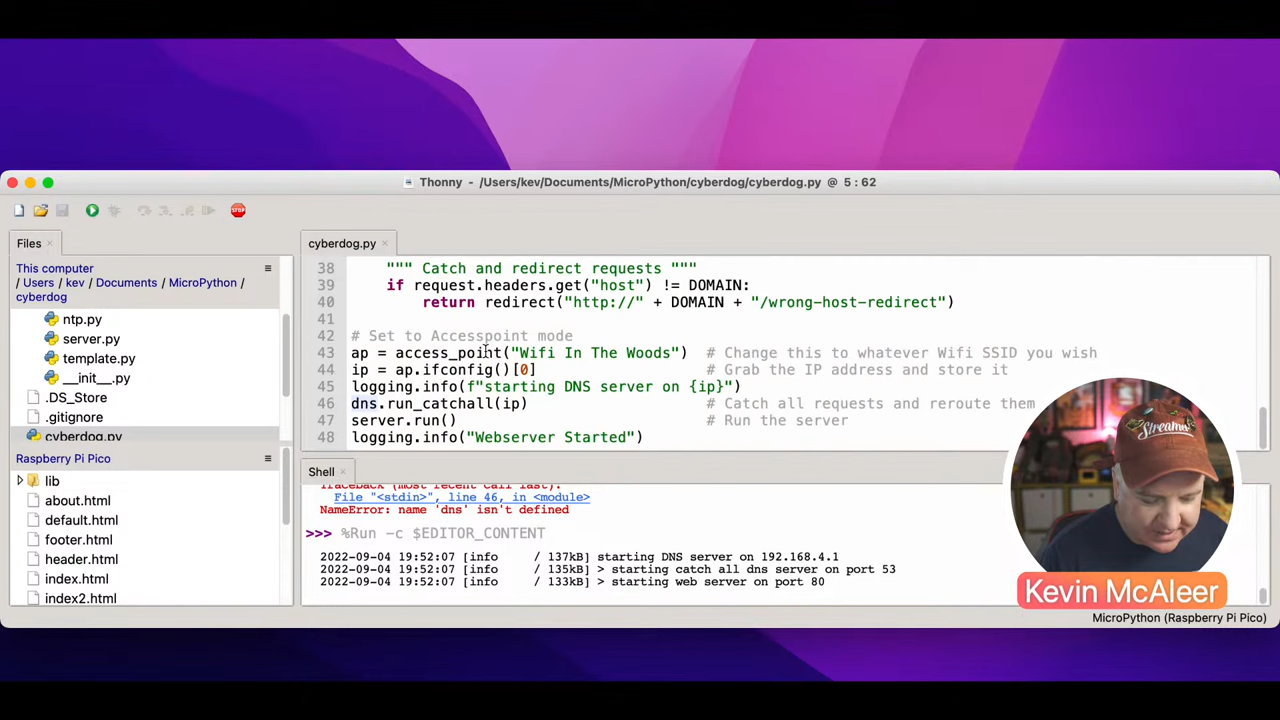 Thonny - /Users/kev/Documents/MicroPython/cyberdog/cyberdog.py @ 5 : 62
STOP
Files ×
This computer
/ Users / kev / Documents / MicroPython /
cyberdog
ntp.py
server.py
template.py
__init__.py
.DS_Store
.gitignore
cyberdog.py
Raspberry Pi Pico
lib
about.html
default.html
footer.html
header.html
index.html
index2.html
cyberdog.py ×
38 """ Catch and redirect requests """
39 if request.headers.get("host") != DOMAIN:
40 return redirect("http://" + DOMAIN + "/wrong-host-redirect")
41
42 # Set to Accesspoint mode
43 ap = access_point("Wifi In The Woods") # Change this to whatever Wifi SSID you wish
44 ip = ap.ifconfig()[0] # Grab the IP address and store it
45 logging.info(f"starting DNS server on {ip}")
46 dns.run_catchall(ip) # Catch all requests and reroute them
47 server.run() # Run the server
48 logging.info("Webserver Started")
Shell ×
Traceback (most recent call last):
File "<stdin>", line 46, in <module>
NameError: name 'dns' isn't defined
>>> %Run -c $EDITOR_CONTENT
2022-09-04 19:52:07 [info / 137kB] starting DNS server on 192.168.4.1
2022-09-04 19:52:07 [info / 135kB] > starting catch all dns server on port 53
2022-09-04 19:52:07 [info / 133kB] > starting web server on port 80
Kevin McAleer
MicroPython (Raspberry Pi Pico)